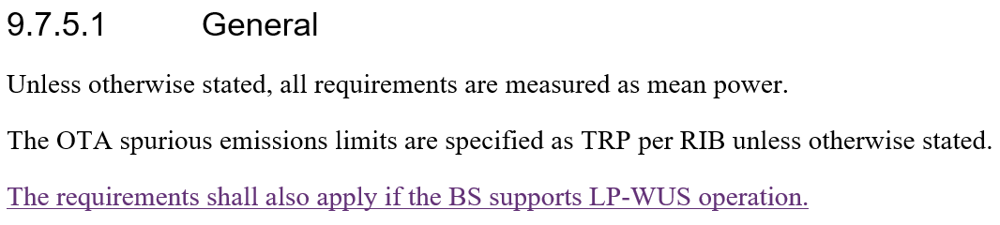 9.7.5.1 General
Unless otherwise stated, all requirements are measured as mean power.
The OTA spurious emissions limits are specified as TRP per RIB unless otherwise stated.
The requirements shall also apply if the BS supports LP-WUS operation.